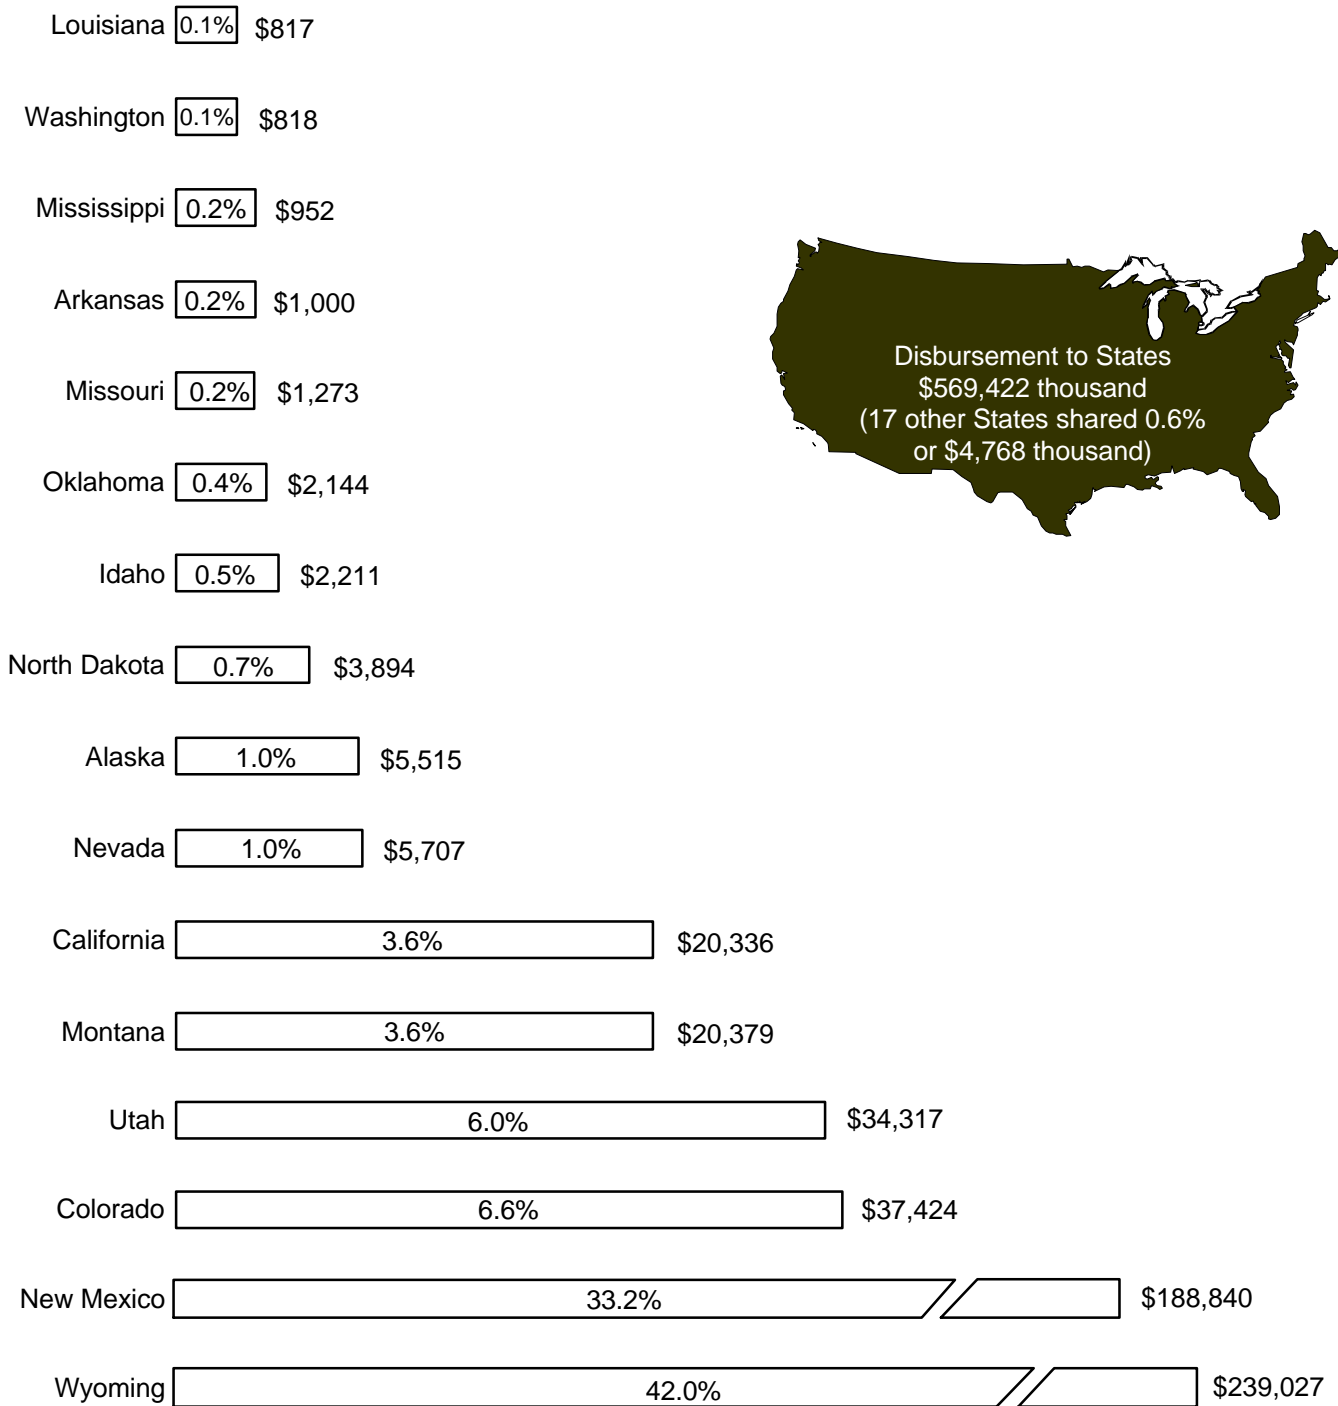 Louisiana 0.1% $817
Washington 0.1% $818
Mississippi 0.2% $952
Arkansas 0.2% $1,000
Missouri 0.2% $1,273
Oklahoma 0.4% $2,144
Idaho 0.5% $2,211
North Dakota 0.7% $3,894
Alaska 1.0% $5,515
Nevada 1.0% $5,707
California 3.6% $20,336
Montana 3.6% $20,379
Utah 6.0% $34,317
Colorado 6.6% $37,424
New Mexico 33.2% $188,840
Wyoming 42.0% $239,027
Disbursement to States
$569,422 thousand
(17 other States shared 0.6%
or $4,768 thousand)